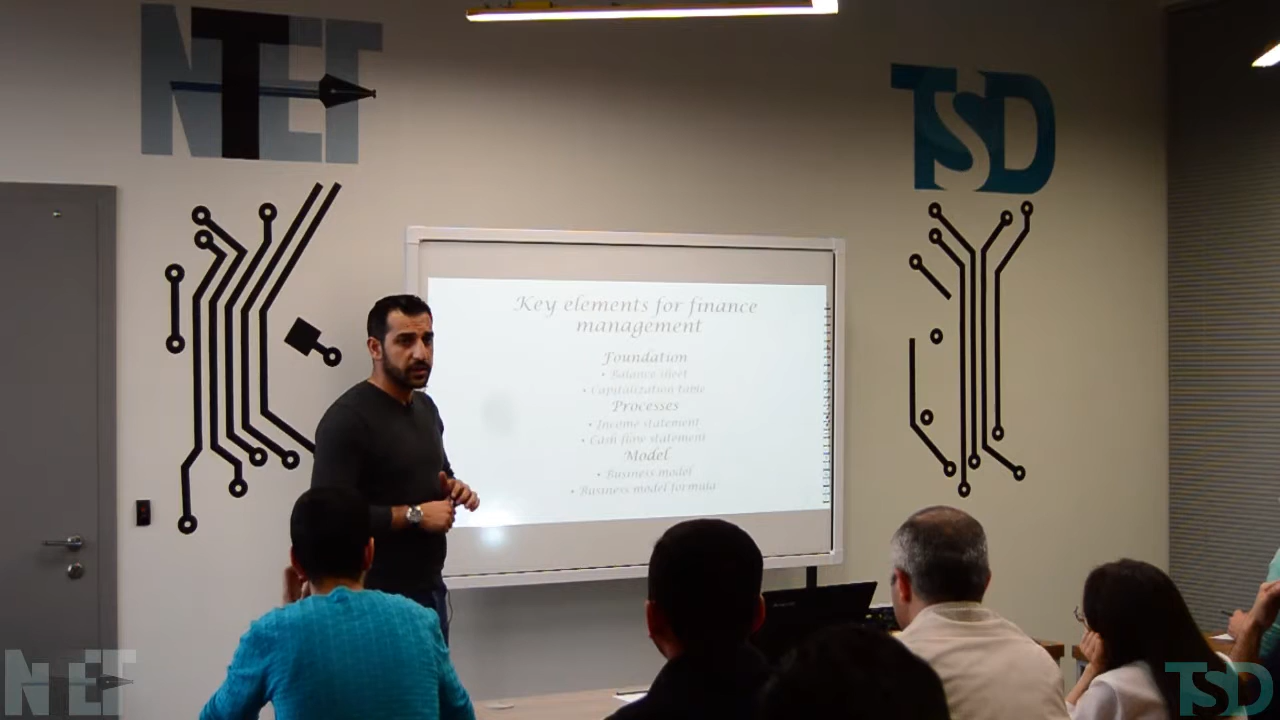 NTET
TSD
Key elements for finance
management
Foundation
• Balance sheet
• Capitalization table
Processes
• Income statement
• Cash flow statement
Model
• Business model
• Business model formula
NTET
TSD